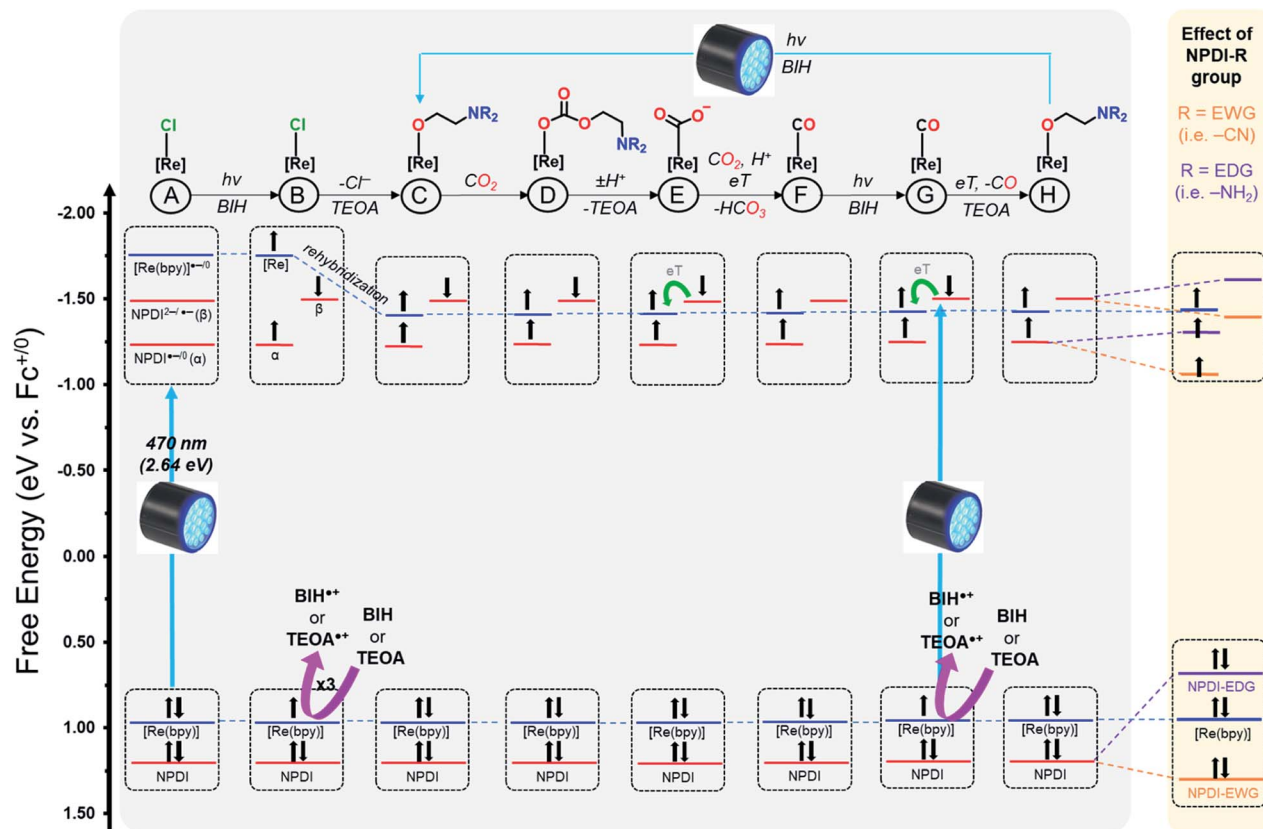 hv
BIH
Effect of
NPDI-R
group
R = EWG
(i.e. –CN)
R = EDG
(i.e. –NH₂)
Cl
[Re]
Cl
[Re]
O NR₂
[Re]
O O O NR₂
[Re]
O O⁻
[Re]
CO
[Re]
CO
[Re]
O NR₂
[Re]
A hv BIH B -Cl⁻ TEOA C CO₂ D ±H⁺ -TEOA E CO₂, H⁺ eT -HCO₃ F hv BIH G eT, -CO TEOA H
Free Energy (eV vs. Fc⁺/⁰)
-2.00
-1.50
-1.00
-0.50
0.00
0.50
1.00
1.50
[Re(bpy)]•–/0
NPDI²–/•–(β)
NPDI•–/0(α)
[Re]
β
α
rehybridization
eT
eT
470 nm
(2.64 eV)
BIH•+
or
TEOA•+
BIH
or
TEOA
x3
BIH•+
or
TEOA•+
BIH
or
TEOA
[Re(bpy)] [Re(bpy)] [Re(bpy)] [Re(bpy)] [Re(bpy)] [Re(bpy)] [Re(bpy)] [Re(bpy)]
NPDI NPDI NPDI NPDI NPDI NPDI NPDI NPDI
NPDI-EDG
[Re(bpy)]
NPDI-EWG